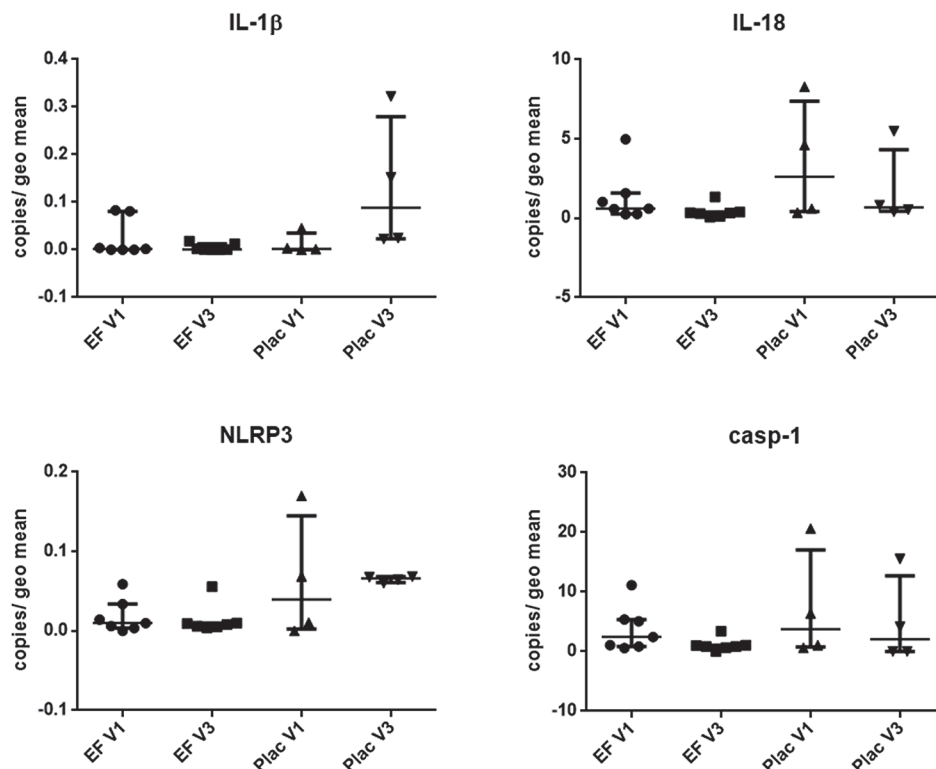 IL-1β
copies/ geo mean
0.4
0.3
0.2
0.1
0.0
-0.1
EF V1
EF V3
Plac V1
Plac V3
IL-18
copies/ geo mean
10
5
0
-5
EF V1
EF V3
Plac V1
Plac V3
NLRP3
copies/ geo mean
0.2
0.1
0.0
-0.1
EF V1
EF V3
Plac V1
Plac V3
casp-1
copies/ geo mean
30
20
10
0
-10
EF V1
EF V3
Plac V1
Plac V3